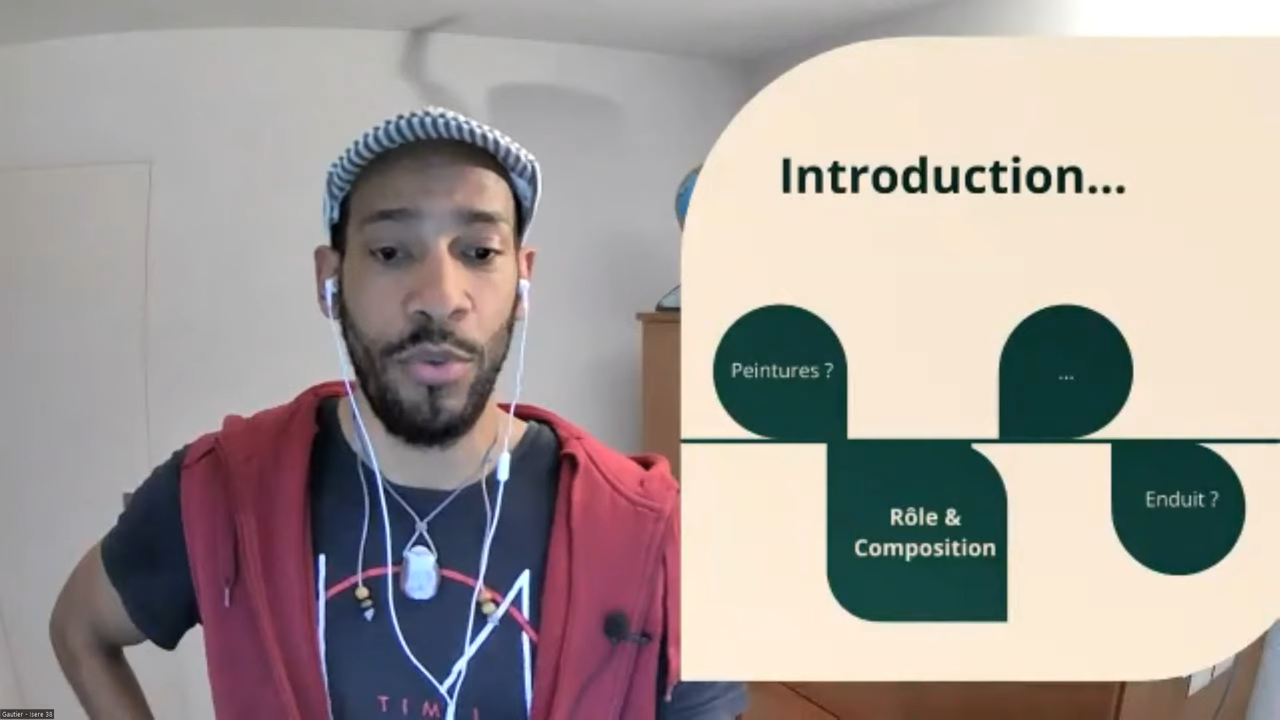 Introduction...
Peintures ?
...
Rôle &
Composition
Enduit ?
TIM
Gautier - Isere 38